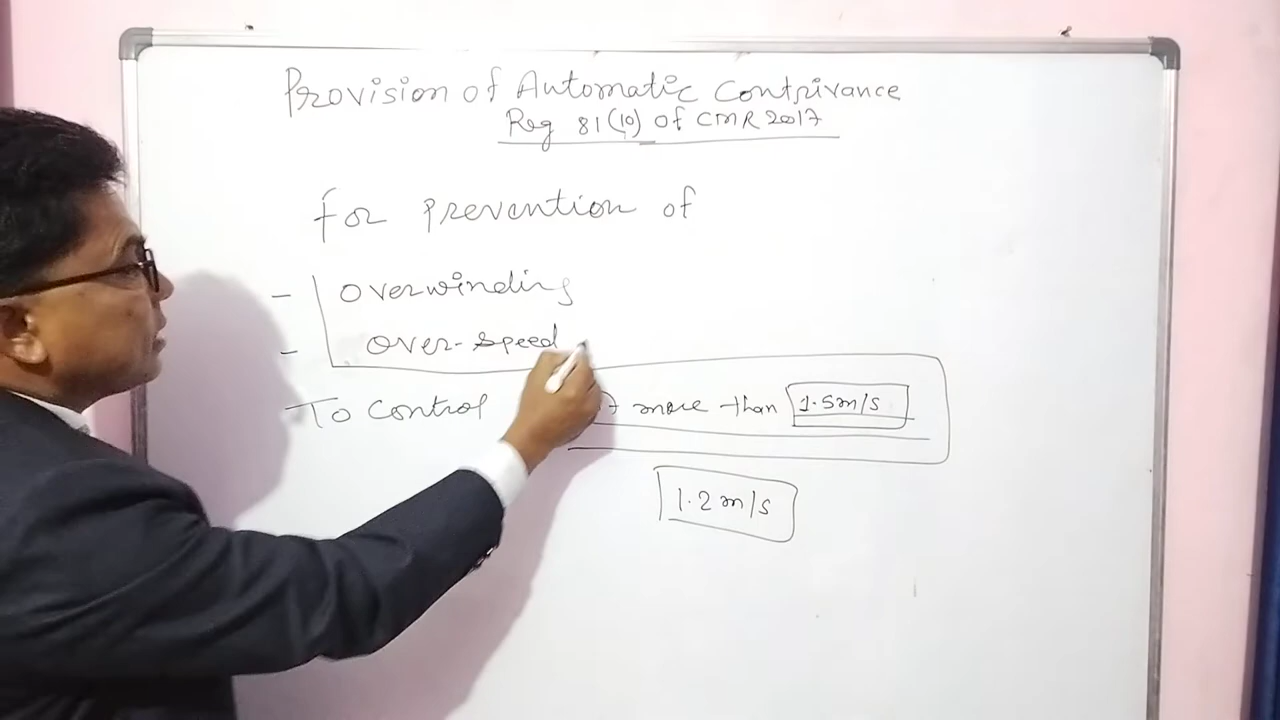 Provision of Automatic Contrivance
Reg 81(10) of CMR 2017
for prevention of
- Overwinding
- Over-speed
To control more than 1.5m/s
1.2 m/s